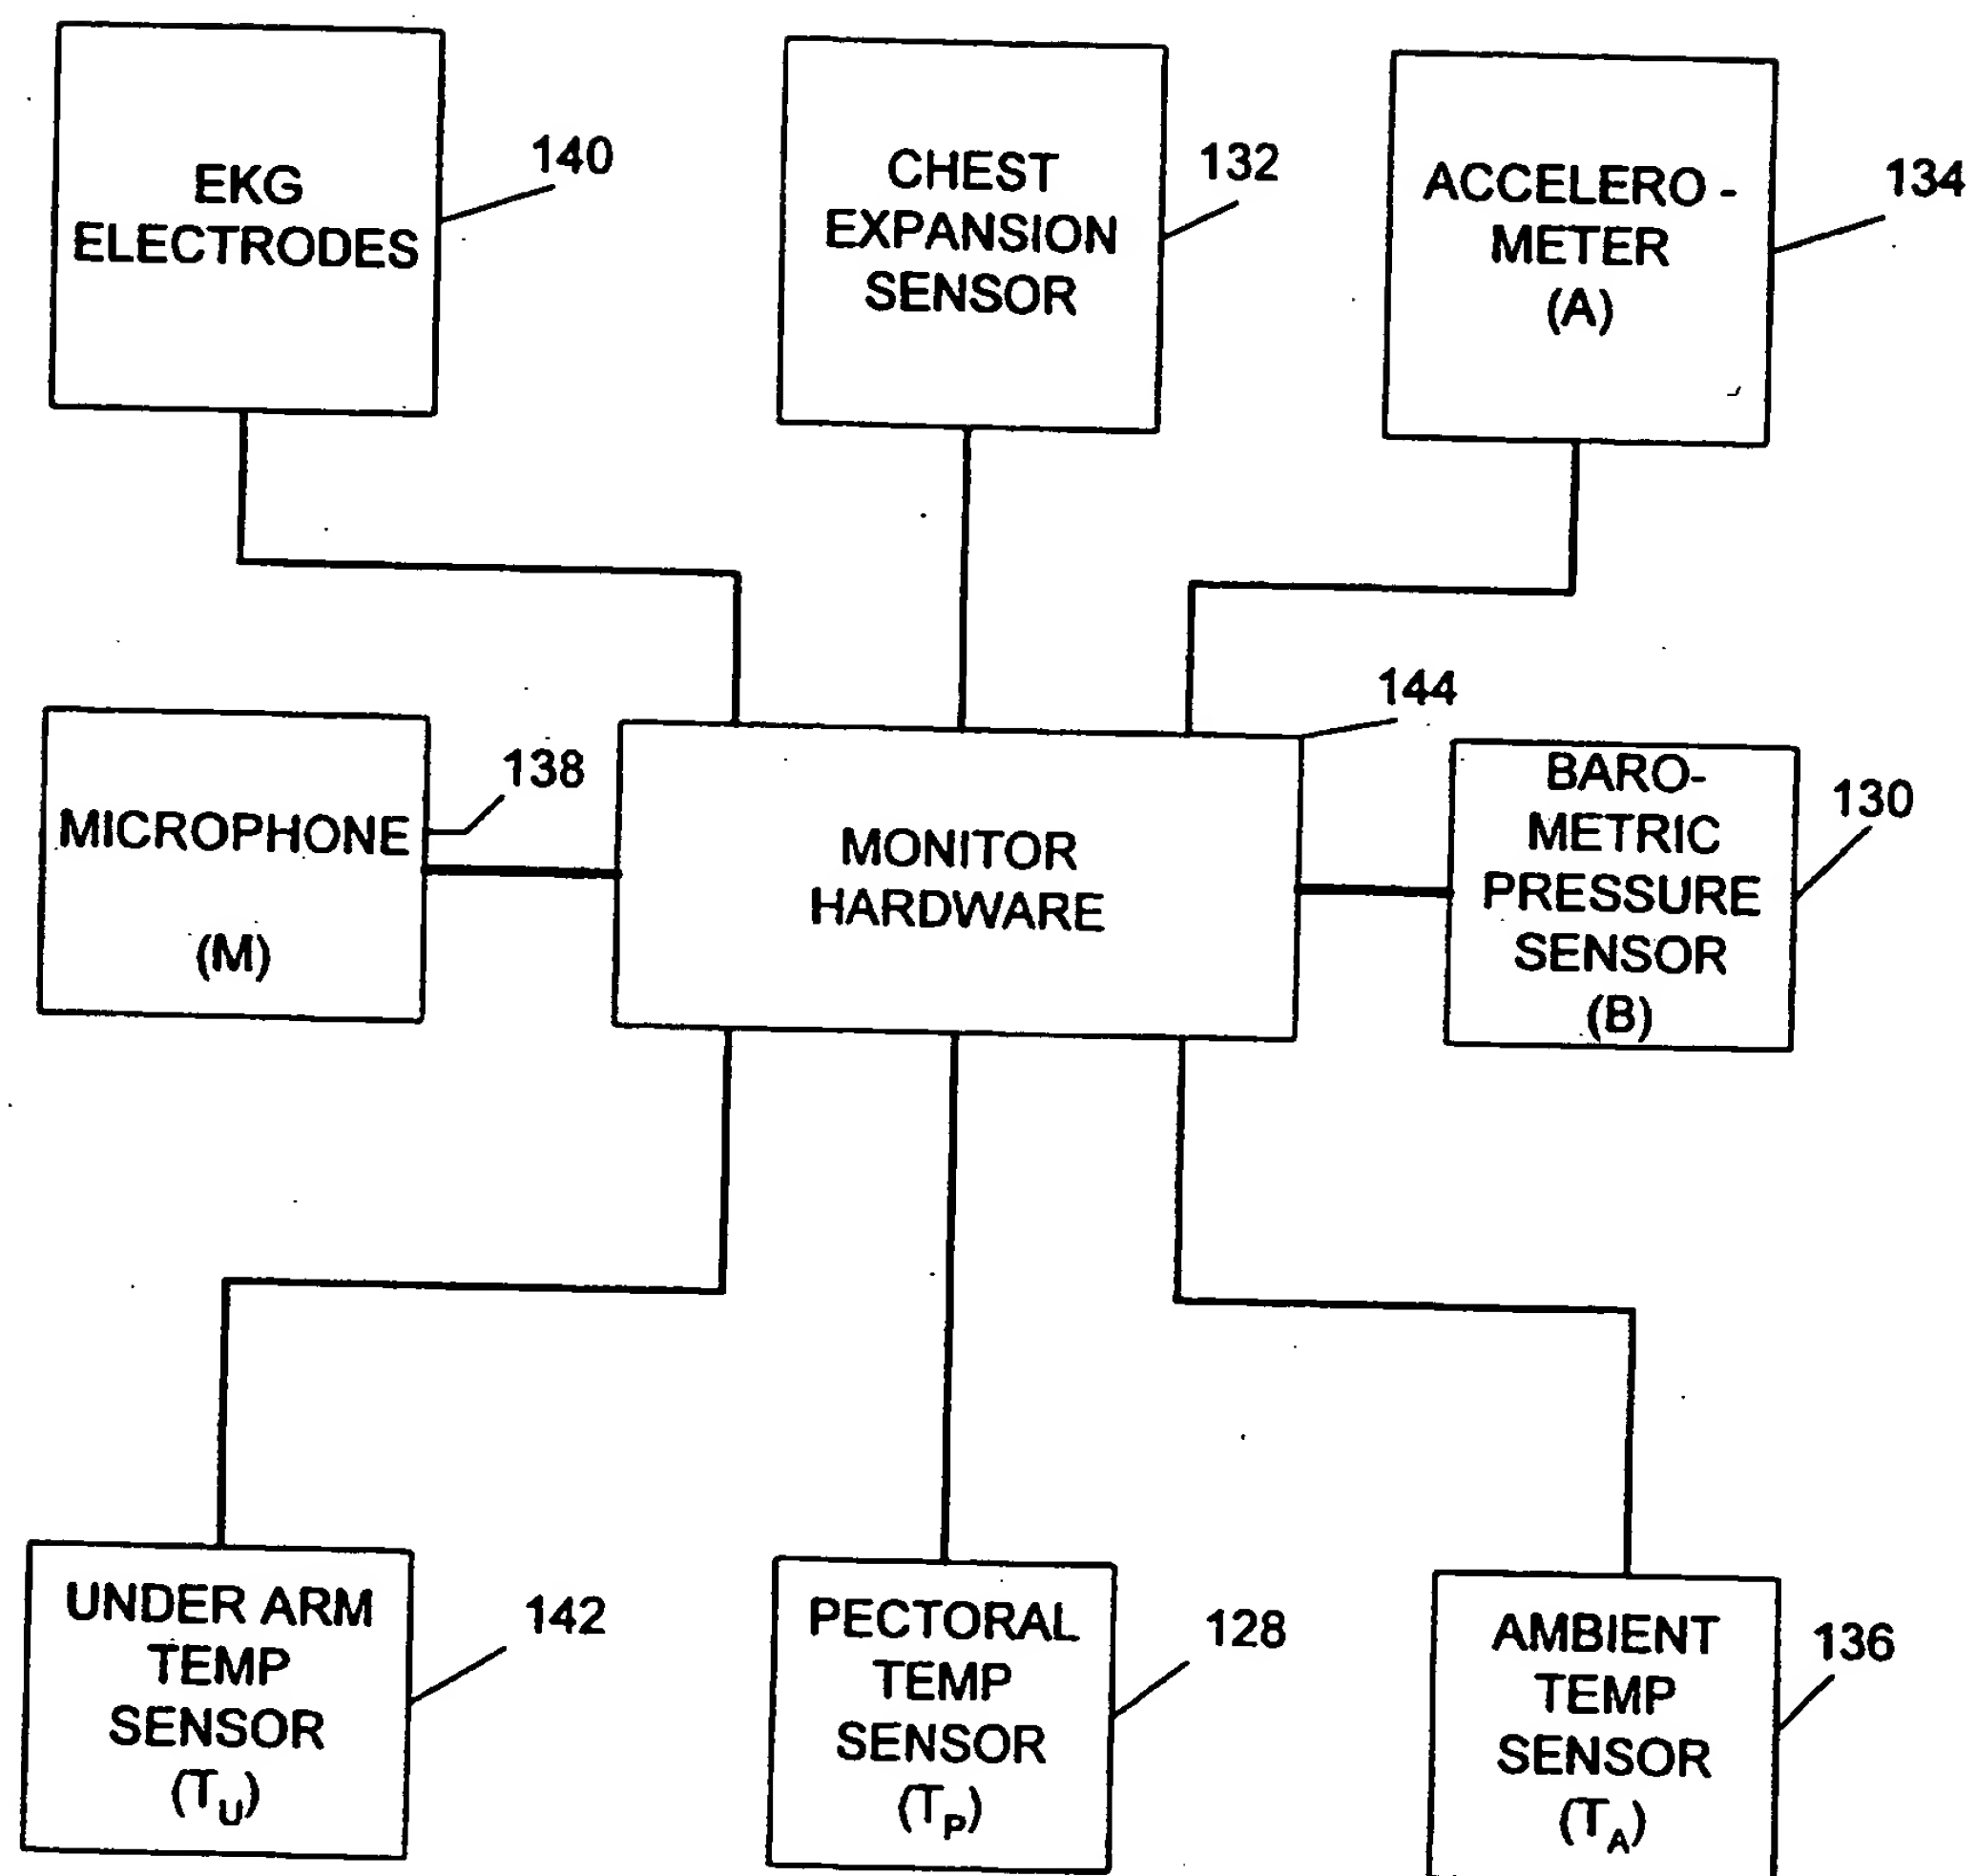 EKG
ELECTRODES
140
CHEST
EXPANSION
SENSOR
132
ACCELERO-
METER
(A)
134
MICROPHONE
(M)
138
MONITOR
HARDWARE
144
BARO-
METRIC
PRESSURE
SENSOR
(B)
130
UNDER ARM
TEMP
SENSOR
(TU)
142
PECTORAL
TEMP
SENSOR
(TP)
128
AMBIENT
TEMP
SENSOR
(TA)
136